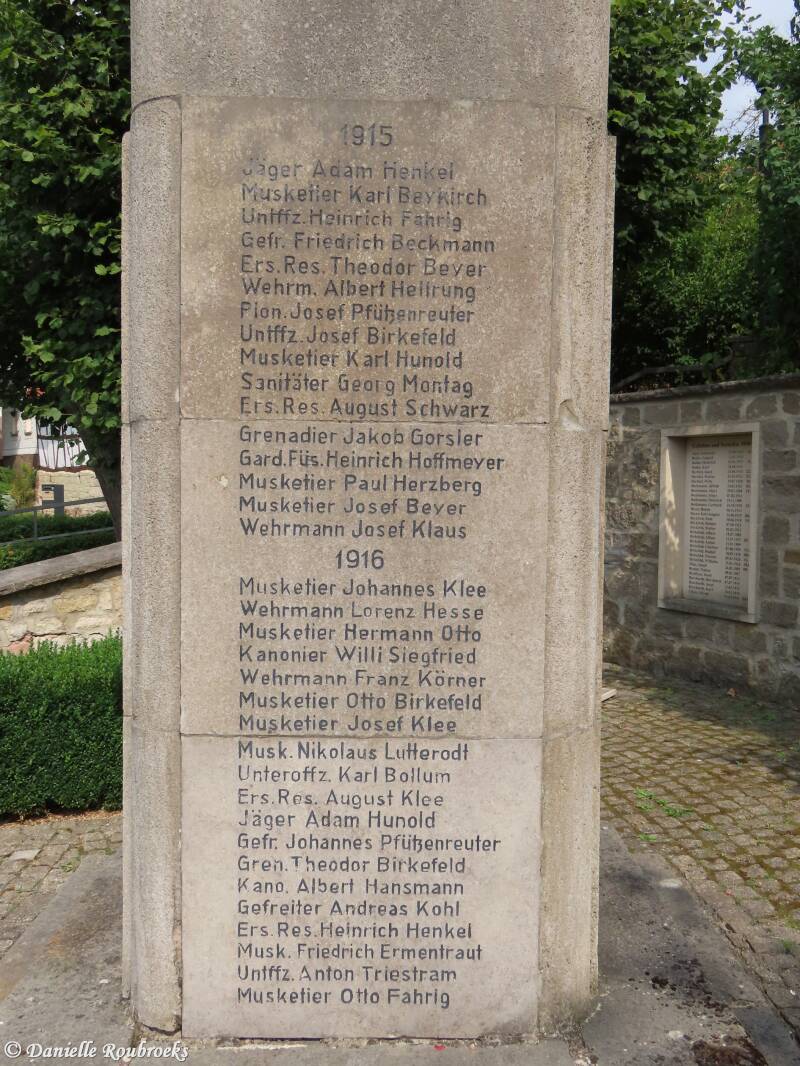 1915
Jäger Adam Henkel
Musketier Karl Beykirch
Untffz. Heinrich Fahrig
Gefr. Friedrich Beckmann
Ers. Res. Theodor Beyer
Wehrm. Albert Hellrung
Pion. Josef Pfützenreuter
Untffz. Josef Birkefeld
Musketier Karl Hunold
Sanitäter Georg Montag
Ers. Res. August Schwarz
Grenadier Jakob Gorsler
Gard. Füs. Heinrich Hoffmeyer
Musketier Paul Herzberg
Musketier Josef Beyer
Wehrmann Josef Klaus
1916
Musketier Johannes Klee
Wehrmann Lorenz Hesse
Musketier Hermann Otto
Kanonier Willi Siegfried
Wehrmann Franz Körner
Musketier Otto Birkefeld
Musketier Josef Klee
Musk. Nikolaus Lutterodt
Unteroffz. Karl Bollum
Ers. Res. August Klee
Jäger Adam Hunold
Gefr. Johannes Pfützenreuter
Gren. Theodor Birkefeld
Kano. Albert Hansmann
Gefreiter Andreas Kohl
Ers. Res. Heinrich Henkel
Musk. Friedrich Ermentraut
Untffz. Anton Triestram
Musketier Otto Fahrig
© Danielle Roubroeks